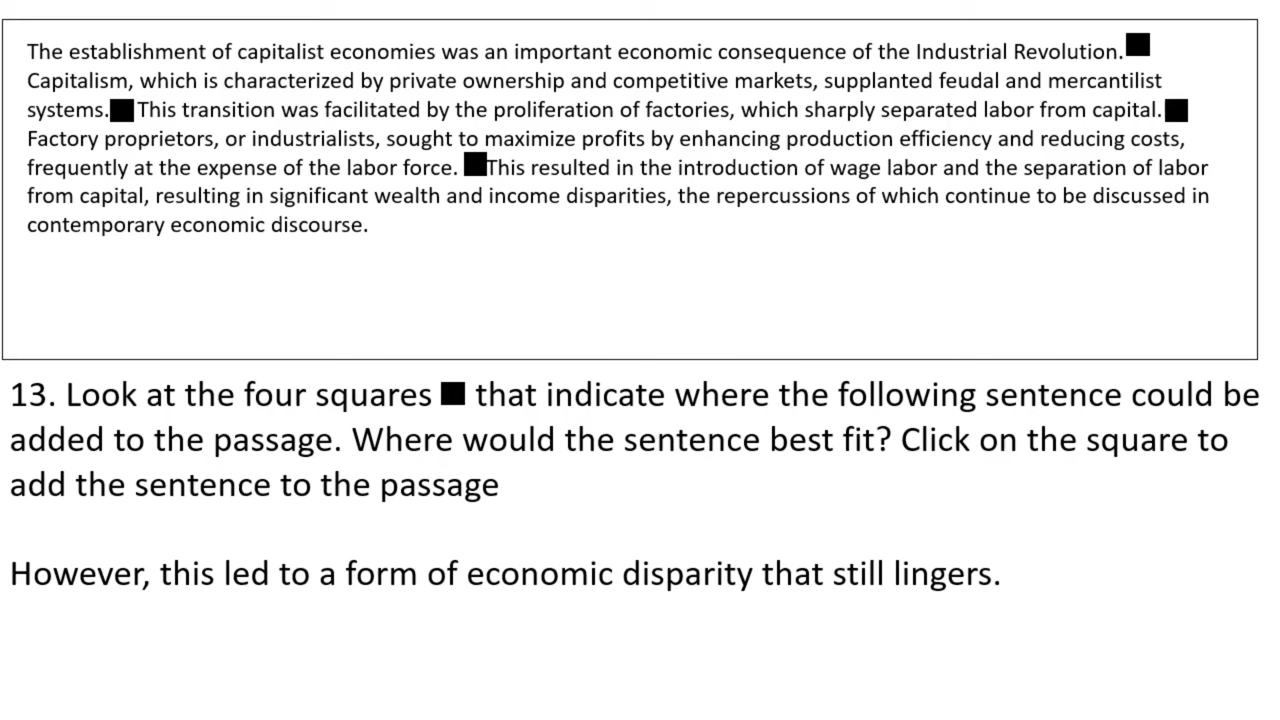 The establishment of capitalist economies was an important economic consequence of the Industrial Revolution. ■
Capitalism, which is characterized by private ownership and competitive markets, supplanted feudal and mercantilist
systems. ■ This transition was facilitated by the proliferation of factories, which sharply separated labor from capital. ■
Factory proprietors, or industrialists, sought to maximize profits by enhancing production efficiency and reducing costs,
frequently at the expense of the labor force. ■ This resulted in the introduction of wage labor and the separation of labor
from capital, resulting in significant wealth and income disparities, the repercussions of which continue to be discussed in
contemporary economic discourse.
13. Look at the four squares ■ that indicate where the following sentence could be
added to the passage. Where would the sentence best fit? Click on the square to
add the sentence to the passage
However, this led to a form of economic disparity that still lingers.